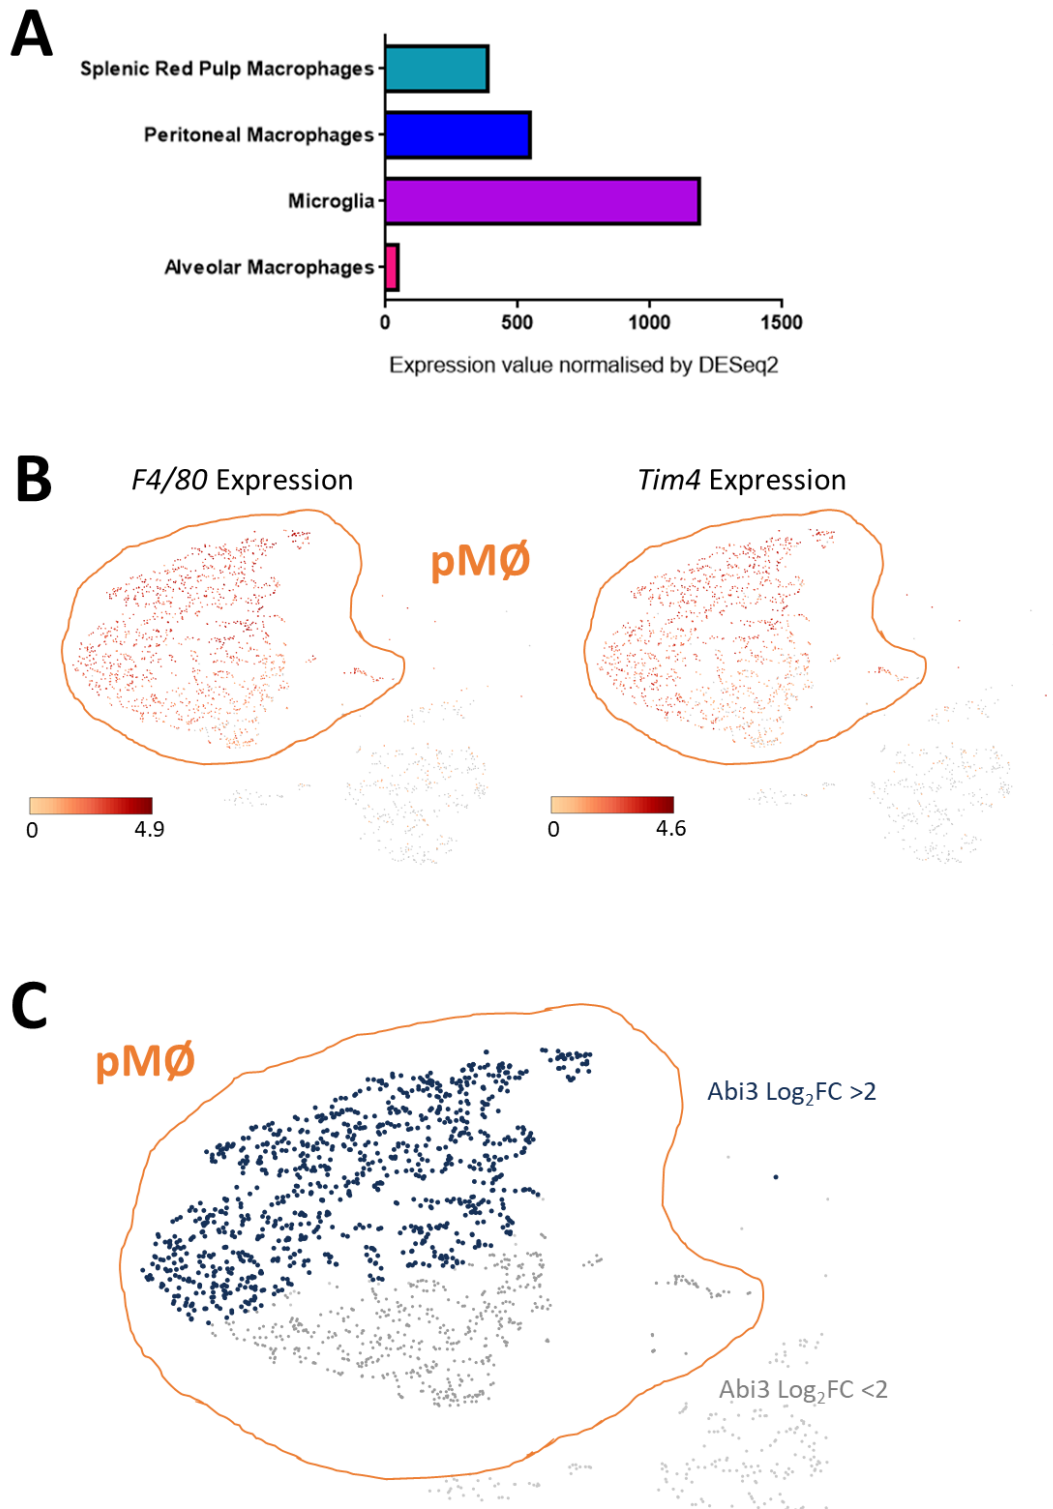 A
Splenic Red Pulp Macrophages
Peritoneal Macrophages
Microglia
Alveolar Macrophages
0 500 1000 1500
Expression value normalised by DESeq2
B
F4/80 Expression
Tim4 Expression
pMØ
0 4.9
0 4.6
C
pMØ
Abi3 Log₂FC >2
Abi3 Log₂FC <2